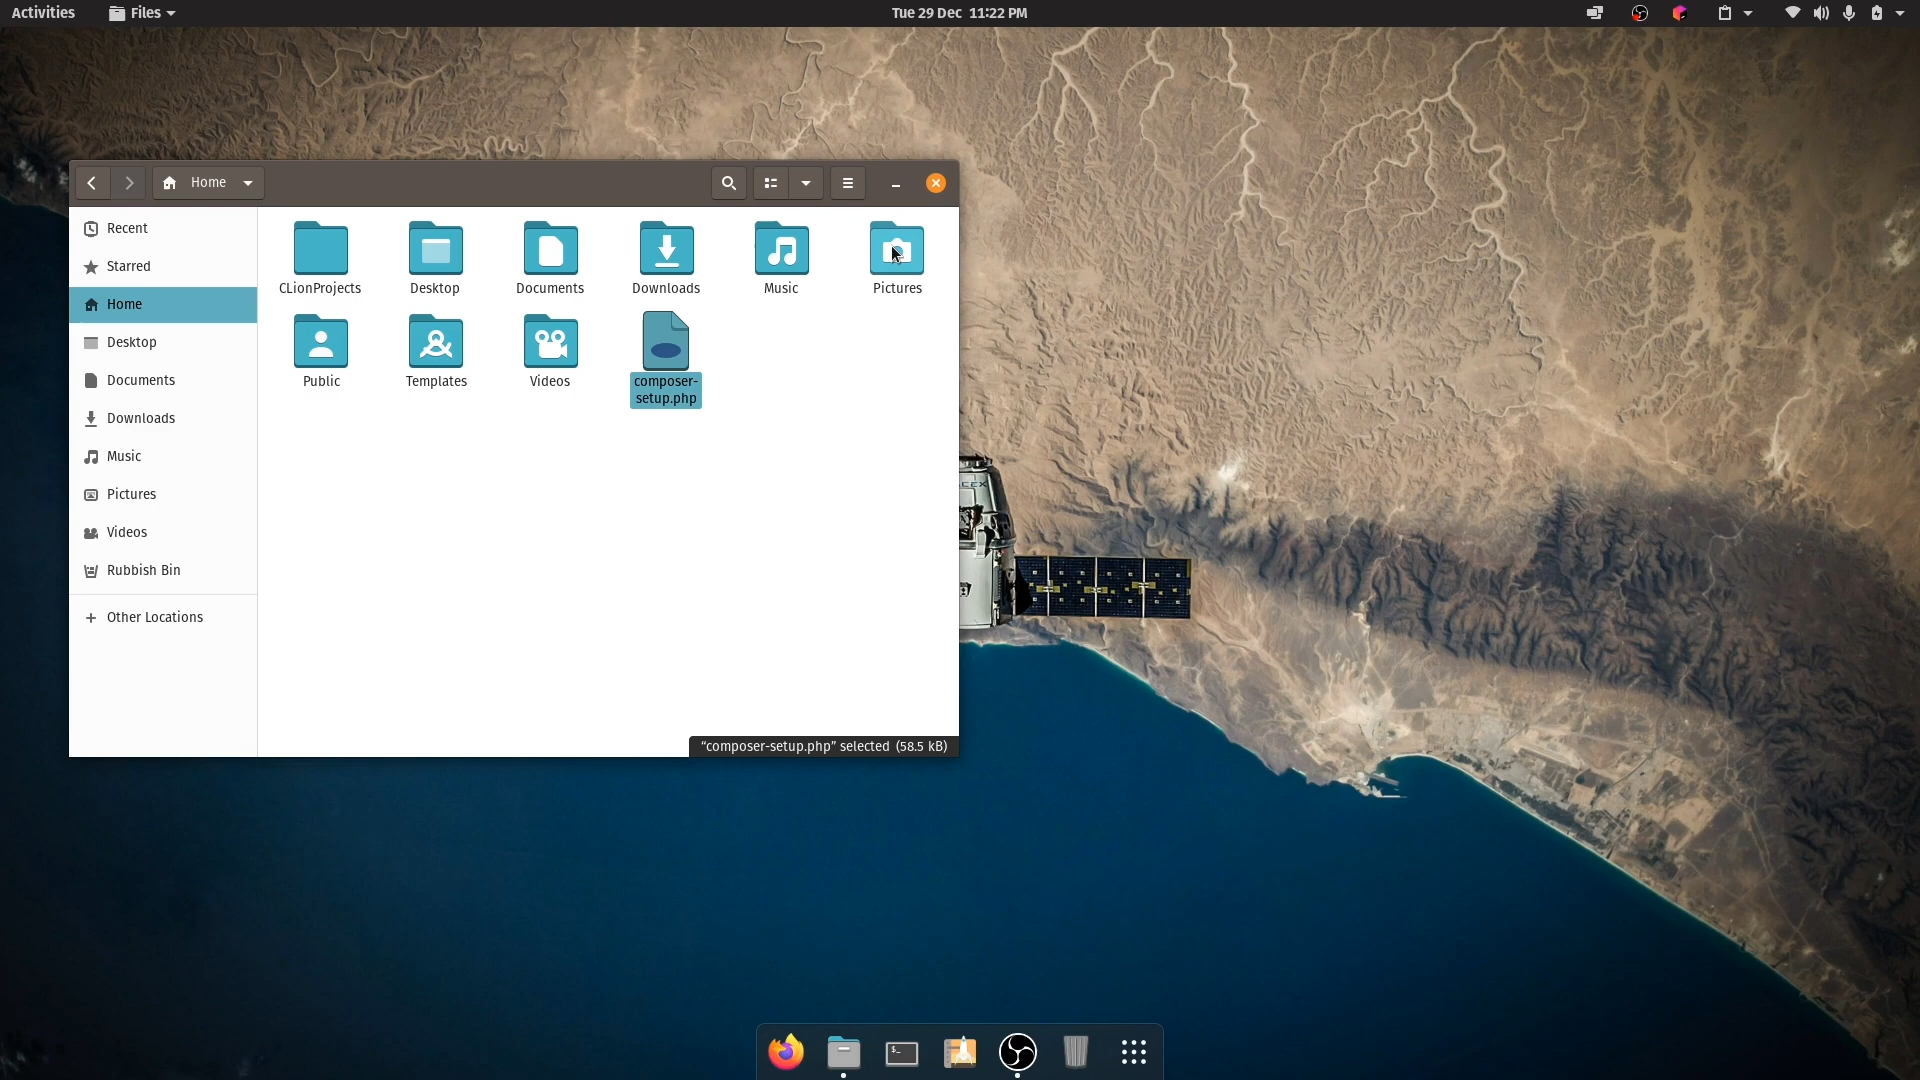 Activities
Files
Tue 29 Dec 11:22 PM
Home
Recent
Starred
Home
Desktop
Documents
Downloads
Music
Pictures
Videos
Rubbish Bin
Other Locations
CLionProjects
Desktop
Documents
Downloads
Music
Pictures
Public
Templates
Videos
composer-
setup.php
“composer-setup.php” selected (58.5 kB)
$_